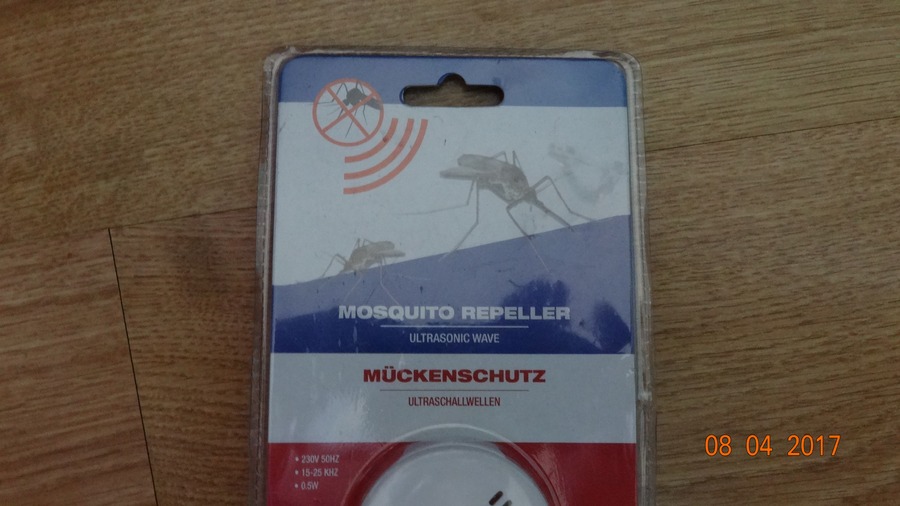 MOSQUITO REPELLER
ULTRASONIC WAVE
MÜCKENSCHUTZ
ULTRASCHALLWELLEN
• 230V 50HZ
• 15-25 KHZ
• 0.5W
08 04 2017